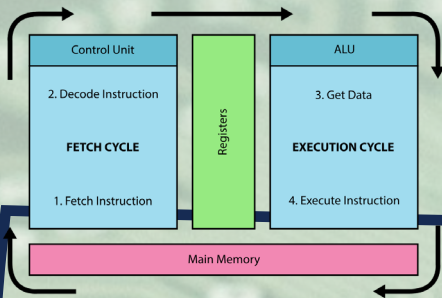 Control Unit
2. Decode Instruction
FETCH CYCLE
1. Fetch Instruction
Registers
ALU
3. Get Data
EXECUTION CYCLE
4. Execute Instruction
Main Memory